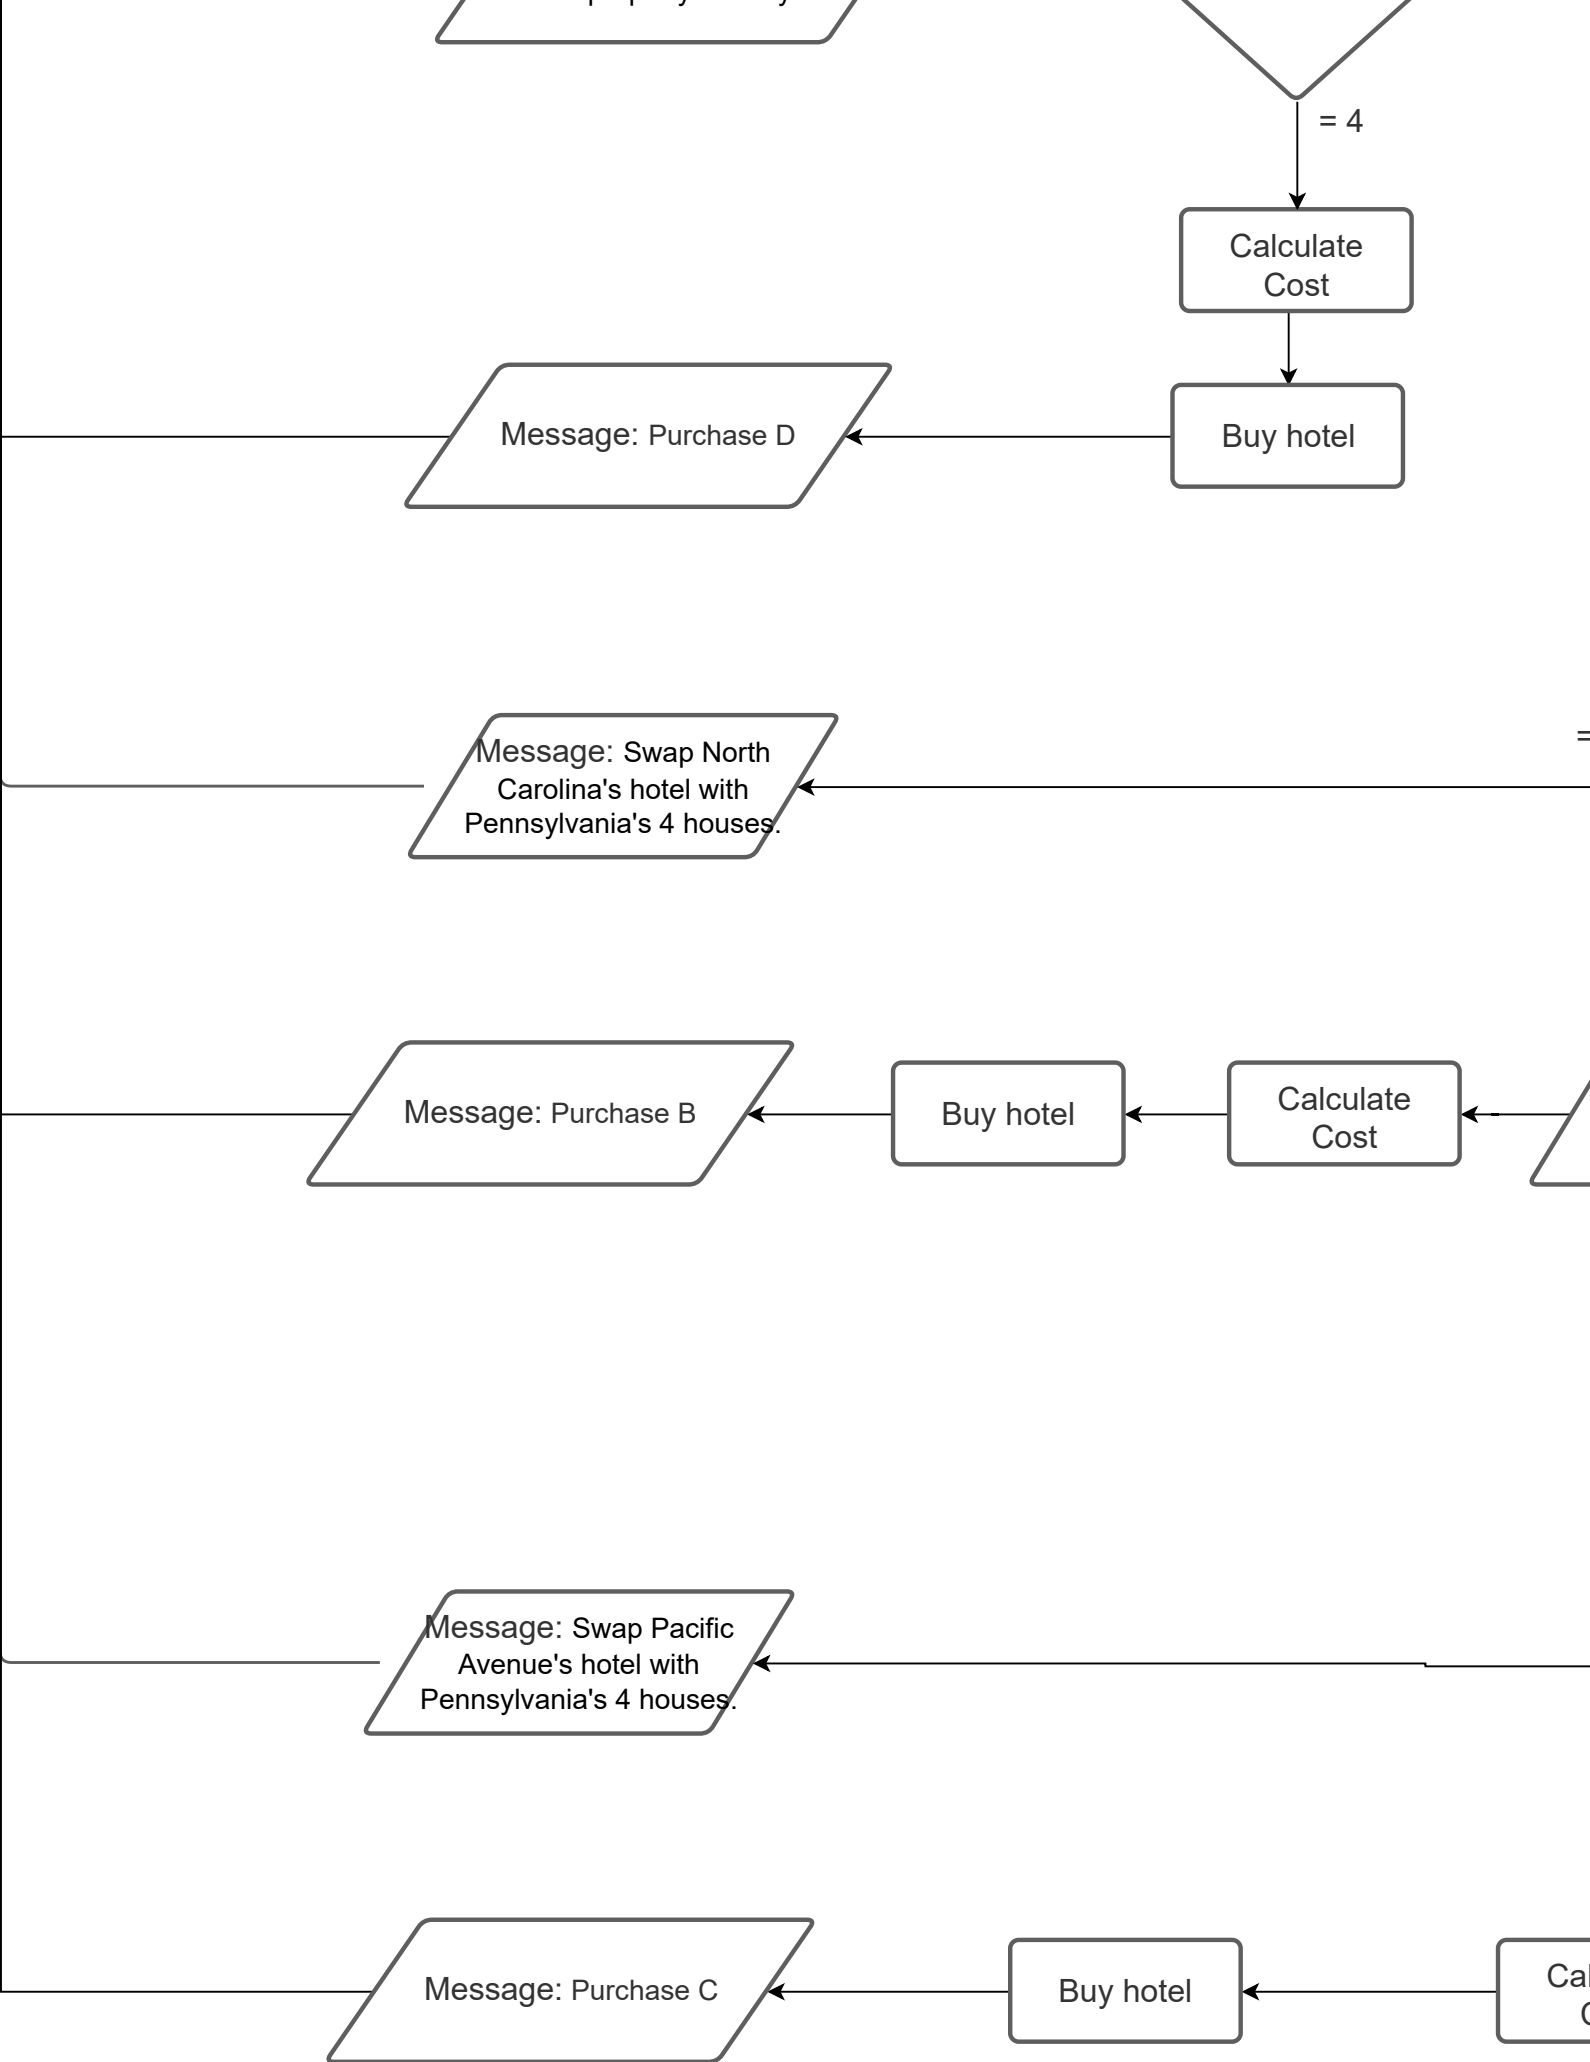 = 4
Calculate
Cost
Message: Purchase D
Buy hotel
Message: Swap North
Carolina's hotel with
Pennsylvania's 4 houses.
=
Message: Purchase B
Buy hotel
Calculate
Cost
Message: Swap Pacific
Avenue's hotel with
Pennsylvania's 4 houses.
Message: Purchase C
Buy hotel